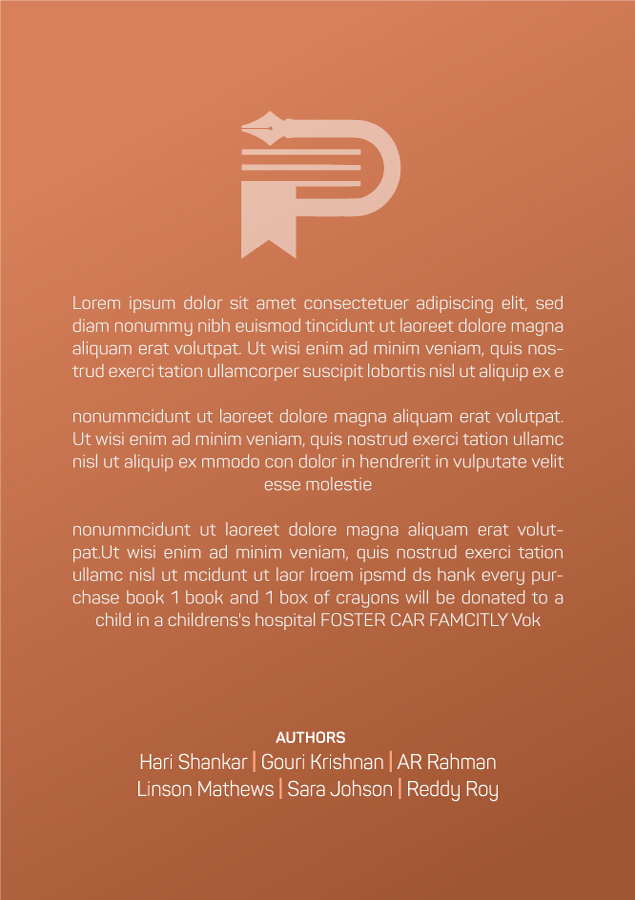 Lorem ipsum dolor sit amet consectetuer adipiscing elit, sed
diam nonummy nibh euismod tincidunt ut laoreet dolore magna
aliquam erat volutpat. Ut wisi enim ad minim veniam, quis nos-
trud exerci tation ullamcorper suscipit lobortis nisl ut aliquip ex e
nonummcidunt ut laoreet dolore magna aliquam erat volutpat.
Ut wisi enim ad minim veniam, quis nostrud exerci tation ullamc
nisl ut aliquip ex mmodo con dolor in hendrerit in vulputate velit
esse molestie
nonummcidunt ut laoreet dolore magna aliquam erat volut-
pat.Ut wisi enim ad minim veniam, quis nostrud exerci tation
ullamc nisl ut mcidunt ut laor lroem ipsmd ds hank every pur-
chase book 1 book and 1 box of crayons will be donated to a
child in a childrens's hospital FOSTER CAR FAMCITLY Vok
AUTHORS
Hari Shankar | Gouri Krishnan | AR Rahman
Linson Mathews | Sara Johson | Reddy Roy